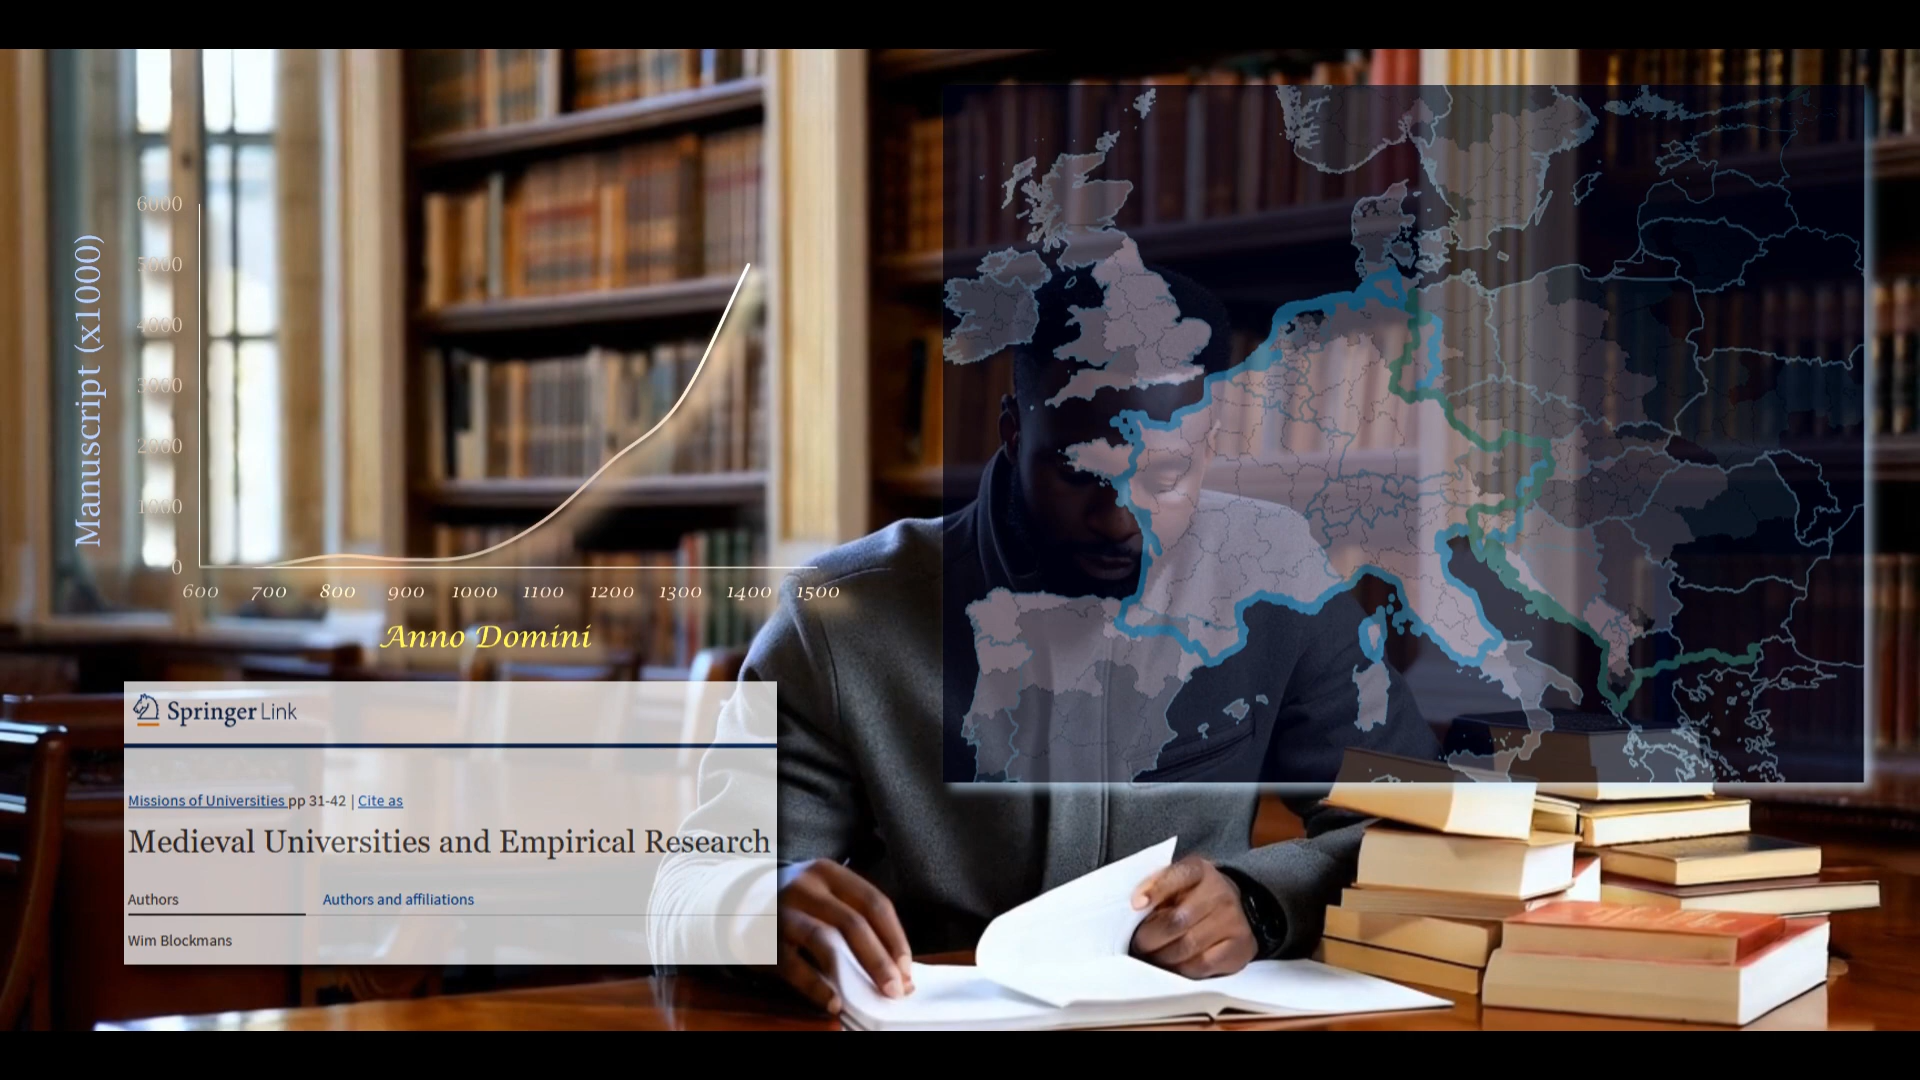 Manuscript (x1000)
6000
5000
4000
3000
2000
1000
0
600 700 800 900 1000 1100 1200 1300 1400 1500
Anno Domini
Springer Link
Missions of Universities pp 31-42 | Cite as
Medieval Universities and Empirical Research
Authors Authors and affiliations
Wim Blockmans